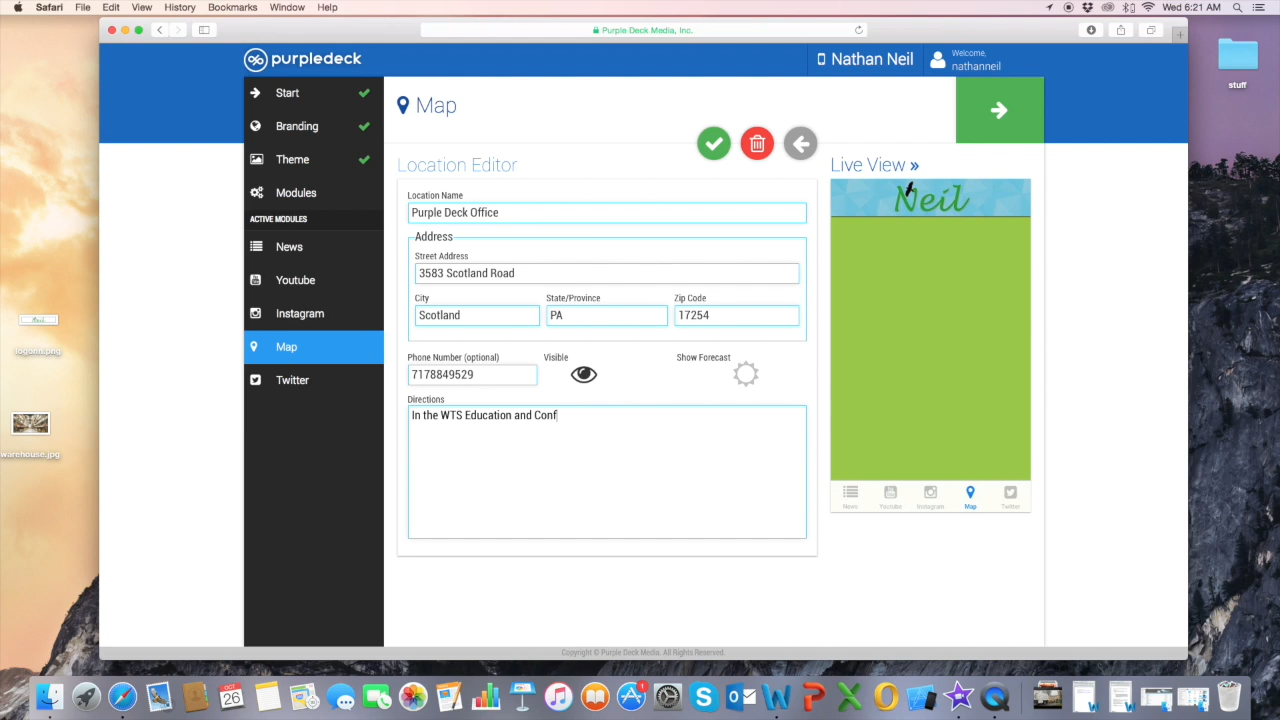 Safari File Edit View History Bookmarks Window Help
Wed 6:21 AM
Purple Deck Media, Inc.
stuff
purpledeck
Nathan Neil
Welcome,
nathanneil
Start
Branding
Theme
Modules
ACTIVE MODULES
News
Youtube
Instagram
Map
Twitter
Map
Location Editor
Location Name
Purple Deck Office
Address
Street Address
3583 Scotland Road
City State/Province Zip Code
Scotland PA 17254
Phone Number (optional) Visible Show Forecast
7178849529
Directions
In the WTS Education and Conf
Live View »
Neil
News Youtube Instagram Map Twitter
Copyright © Purple Deck Media. All Rights Reserved.
Neil
warehouse.jpg
OCT
26
1